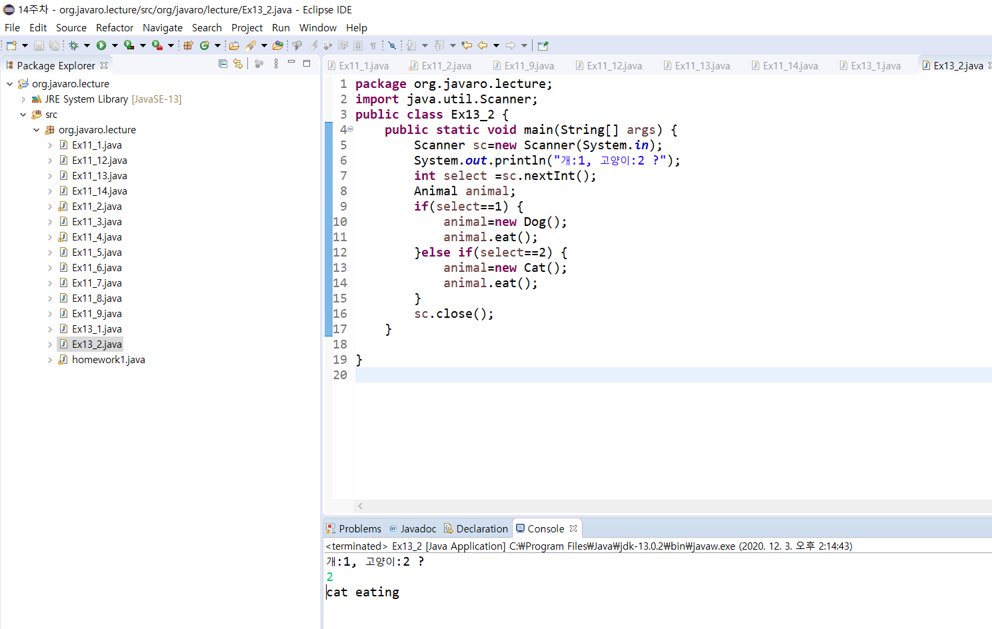 14주차 - org.javaro.lecture/src/org/javaro/lecture/Ex13_2.java - Eclipse IDE
File Edit Source Refactor Navigate Search Project Run Window Help
Package Explorer
org.javaro.lecture
JRE System Library [JavaSE-13]
src
org.javaro.lecture
Ex11_1.java
Ex11_12.java
Ex11_13.java
Ex11_14.java
Ex11_2.java
Ex11_3.java
Ex11_4.java
Ex11_5.java
Ex11_6.java
Ex11_7.java
Ex11_8.java
Ex11_9.java
Ex13_1.java
Ex13_2.java
homework1.java
Ex11_1.java Ex11_2.java Ex11_9.java Ex11_12.java Ex11_13.java Ex11_14.java Ex13_1.java Ex13_2.java
1 package org.javaro.lecture;
2 import java.util.Scanner;
3 public class Ex13_2 {
4 public static void main(String[] args) {
5 Scanner sc=new Scanner(System.in);
6 System.out.println("개:1, 고양이:2 ?");
7 int select =sc.nextInt();
8 Animal animal;
9 if(select==1) {
10 animal=new Dog();
11 animal.eat();
12 }else if(select==2) {
13 animal=new Cat();
14 animal.eat();
15 }
16 sc.close();
17 }
18
19 }
20
Problems Javadoc Declaration Console
<terminated> Ex13_2 [Java Application] C:₩Program Files₩Java₩jdk-13.0.2₩bin₩javaw.exe (2020. 12. 3. 오후 2:14:43)
개:1, 고양이:2 ?
2
cat eating